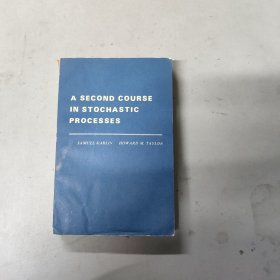 A SECOND COURSE
IN STOCHASTIC
PROCESSES
SAMUEL KARLIN HOWARD M. TAYLOR